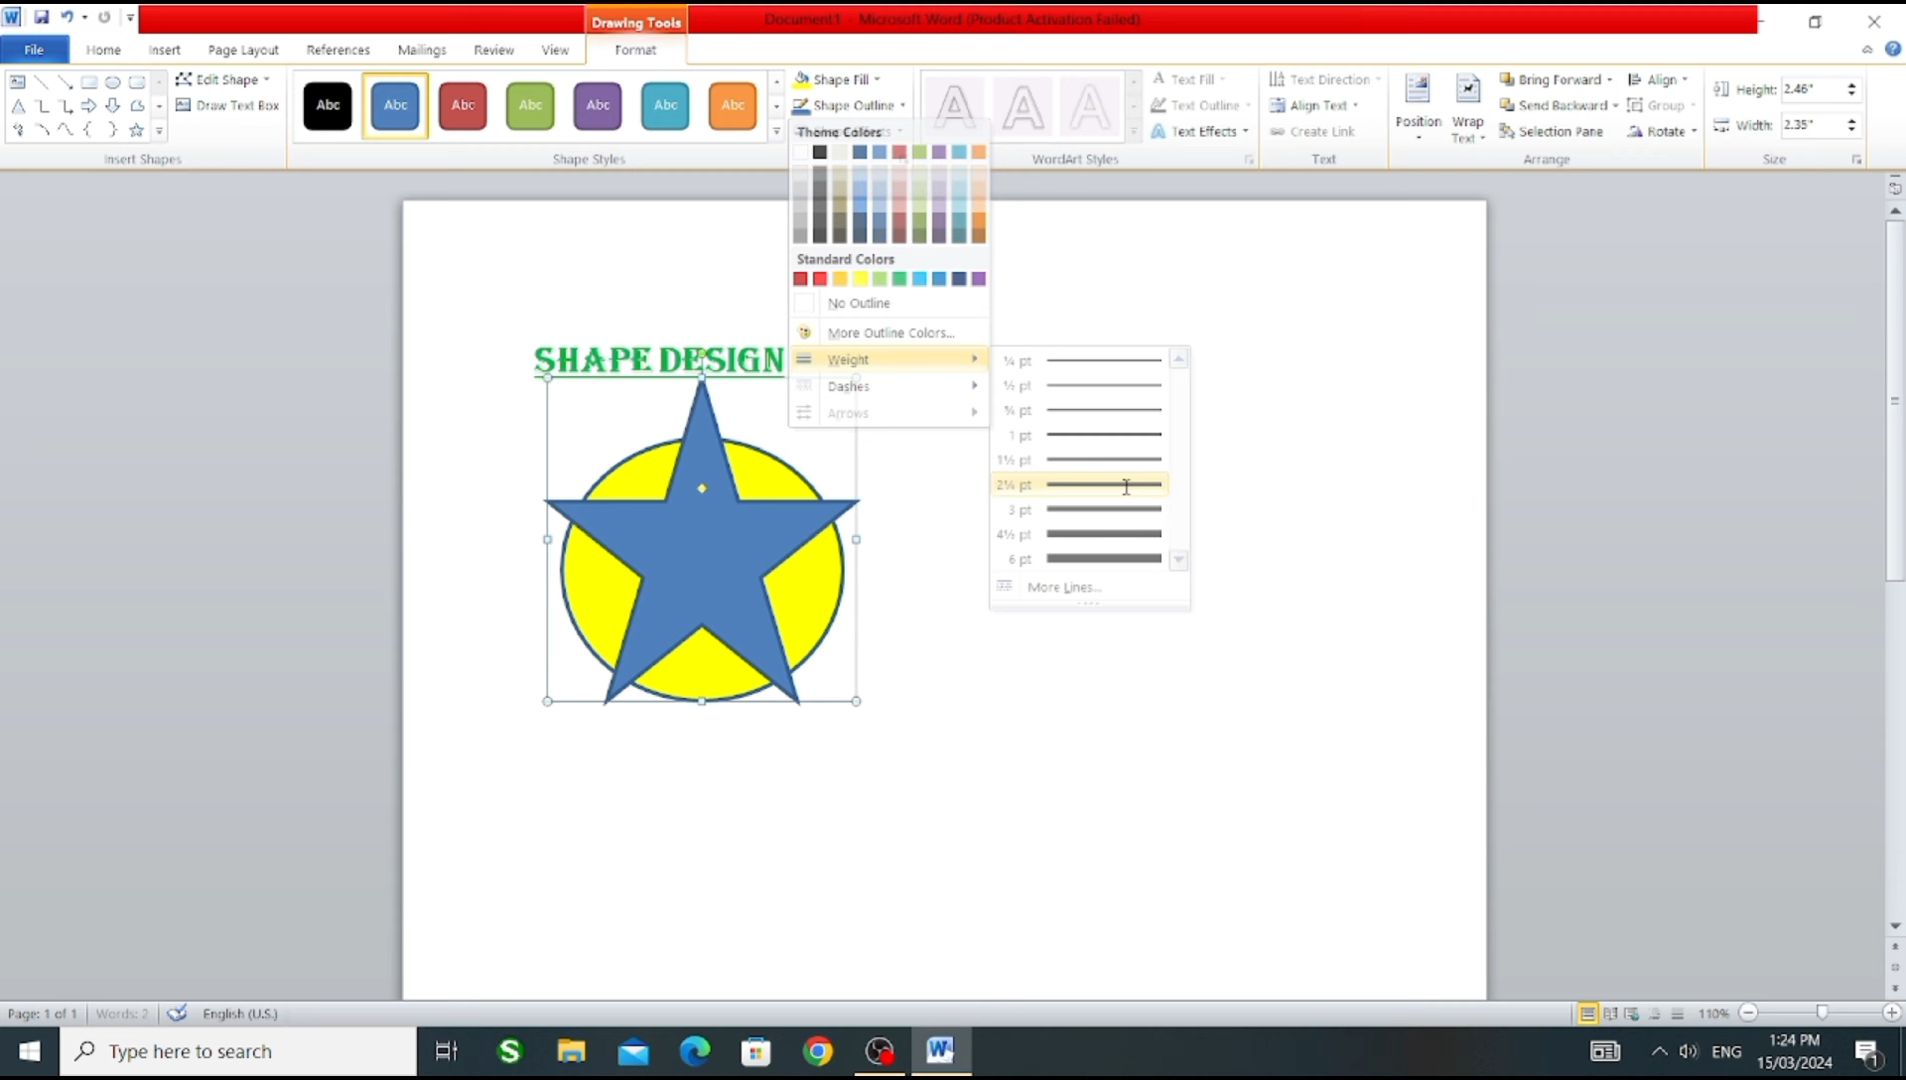 Drawing Tools
Document1 - Microsoft Word (Product Activation Failed)
File Home Insert Page Layout References Mailings Review View Format
Edit Shape
Draw Text Box
Insert Shapes
Abc Abc Abc Abc Abc Abc Abc
Shape Styles
Shape Fill
Shape Outline
A A A
WordArt Styles
Text Fill
Text Outline
Text Effects
Text Direction
Align Text
Create Link
Text
Position
Wrap Text
Bring Forward
Send Backward
Selection Pane
Align
Group
Rotate
Arrange
Height: 2.46"
Width: 2.35"
Size
Theme Colors
Standard Colors
No Outline
More Outline Colors...
Weight
Dashes
Arrows
¼ pt
½ pt
¾ pt
1 pt
1½ pt
2¼ pt
3 pt
4½ pt
6 pt
More Lines...
SHAPE DESIGN
Page: 1 of 1 Words: 2 English (U.S.) 110%
Type here to search
ENG
1:24 PM
15/03/2024